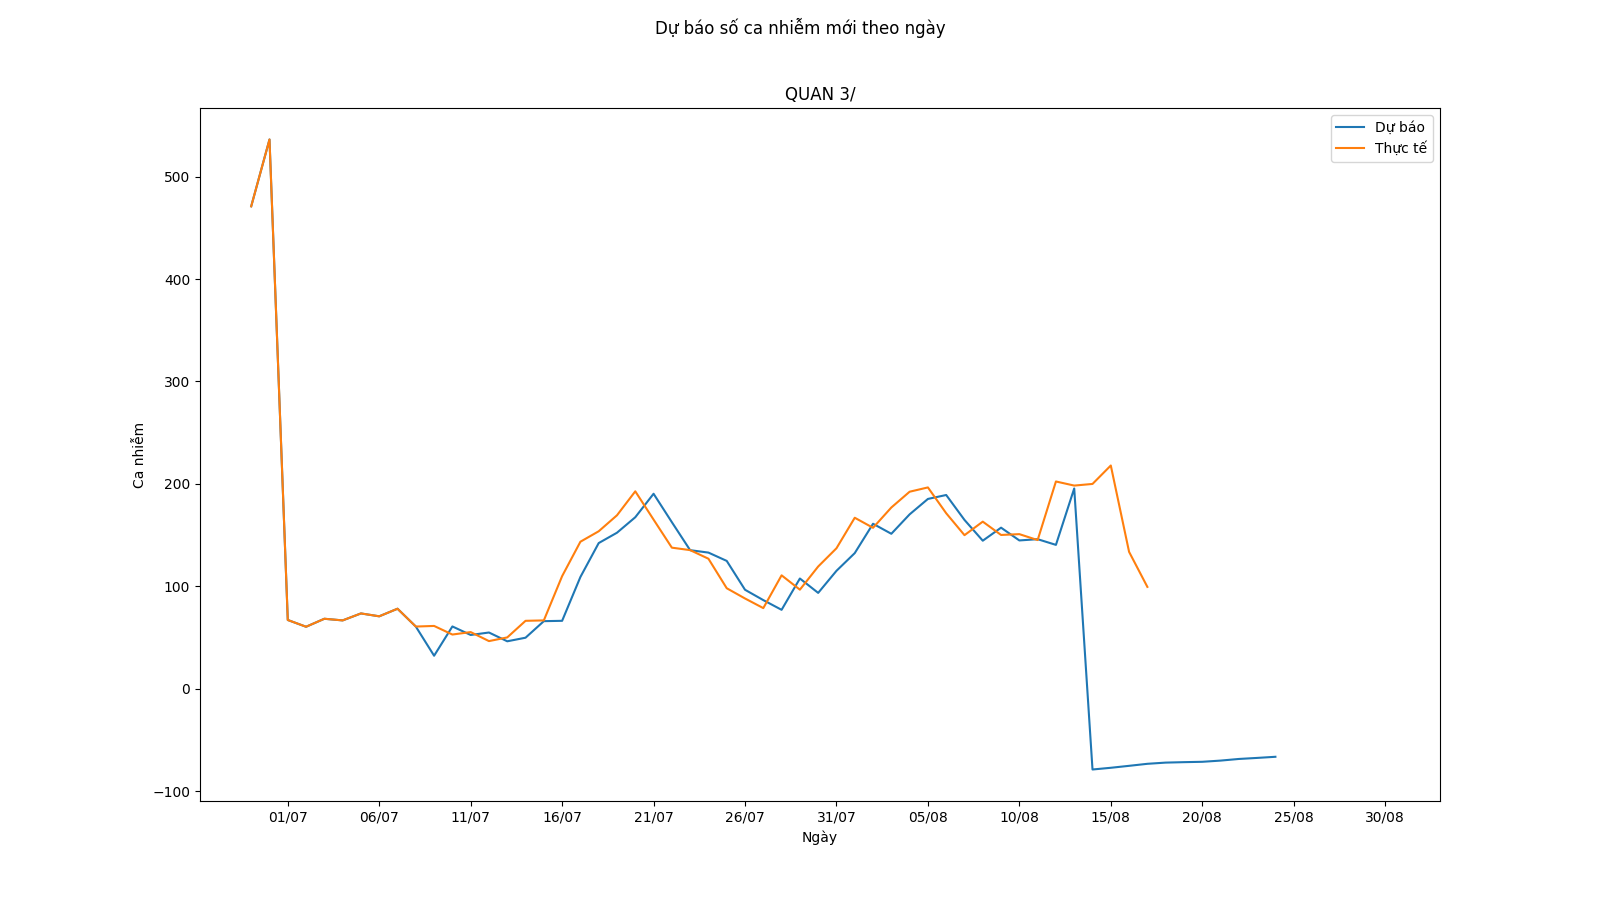 Dự báo số ca nhiễm mới theo ngày
QUAN 3/
Dự báo
Thực tế
500
400
300
200
100
0
−100
Ca nhiễm
01/07 06/07 11/07 16/07 21/07 26/07 31/07 05/08 10/08 15/08 20/08 25/08 30/08
Ngày